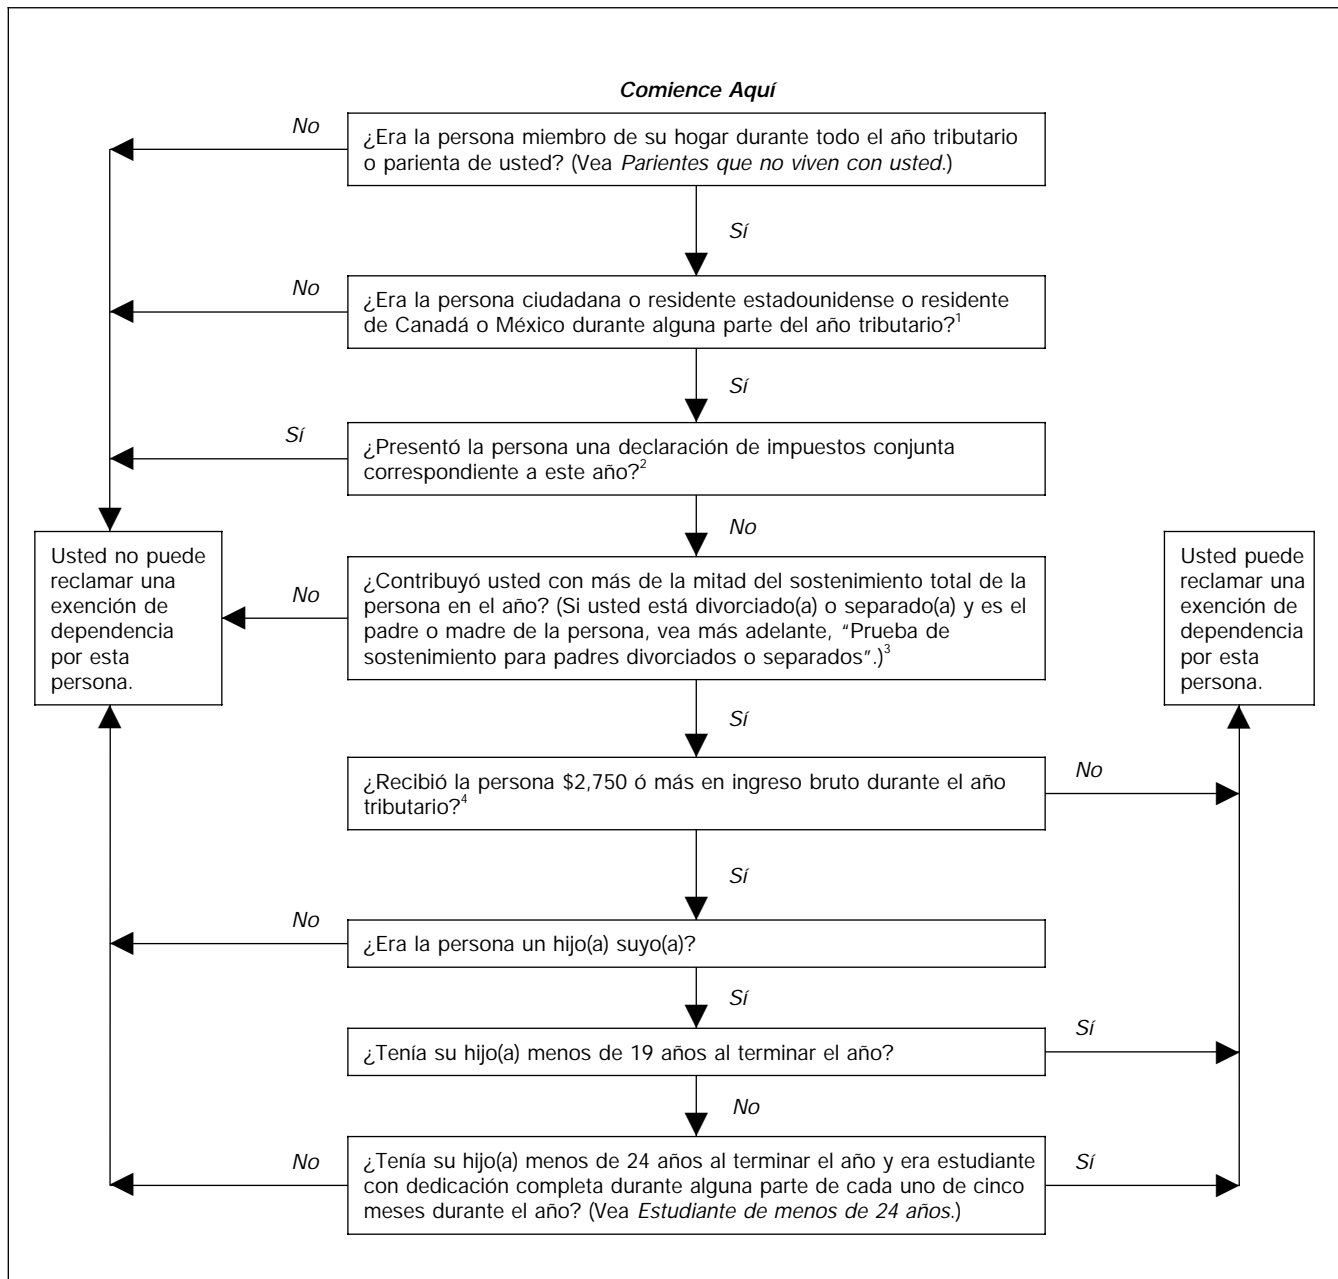 Comience Aquí
No
¿Era la persona miembro de su hogar durante todo el año tributario
o parienta de usted? (Vea Parientes que no viven con usted.)
Sí
No
¿Era la persona ciudadana o residente estadounidense o residente
de Canadá o México durante alguna parte del año tributario?¹
Sí
Sí
¿Presentó la persona una declaración de impuestos conjunta
correspondiente a este año?²
No
Usted no puede
reclamar una
exención de
dependencia
por esta
persona.
No
¿Contribuyó usted con más de la mitad del sostenimiento total de la
persona en el año? (Si usted está divorciado(a) o separado(a) y es el
padre o madre de la persona, vea más adelante, “Prueba de
sostenimiento para padres divorciados o separados”.)³
Usted puede
reclamar una
exención de
dependencia
por esta
persona.
Sí
¿Recibió la persona $2,750 ó más en ingreso bruto durante el año
tributario?⁴
No
Sí
No
¿Era la persona un hijo(a) suyo(a)?
Sí
¿Tenía su hijo(a) menos de 19 años al terminar el año?
Sí
No
No
¿Tenía su hijo(a) menos de 24 años al terminar el año y era estudiante
con dedicación completa durante alguna parte de cada uno de cinco
meses durante el año? (Vea Estudiante de menos de 24 años.)
Sí